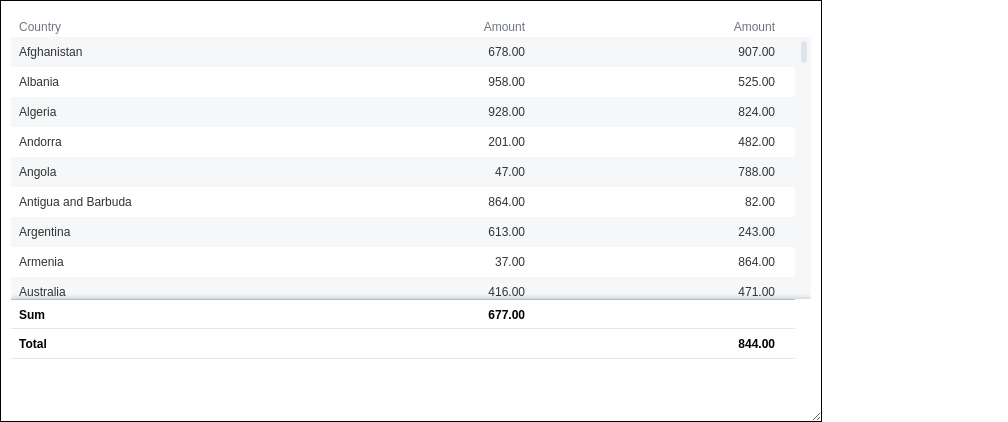 Country Amount Amount
Afghanistan 678.00 907.00
Albania 958.00 525.00
Algeria 928.00 824.00
Andorra 201.00 482.00
Angola 47.00 788.00
Antigua and Barbuda 864.00 82.00
Argentina 613.00 243.00
Armenia 37.00 864.00
Australia 416.00 471.00
Sum 677.00
Total 844.00